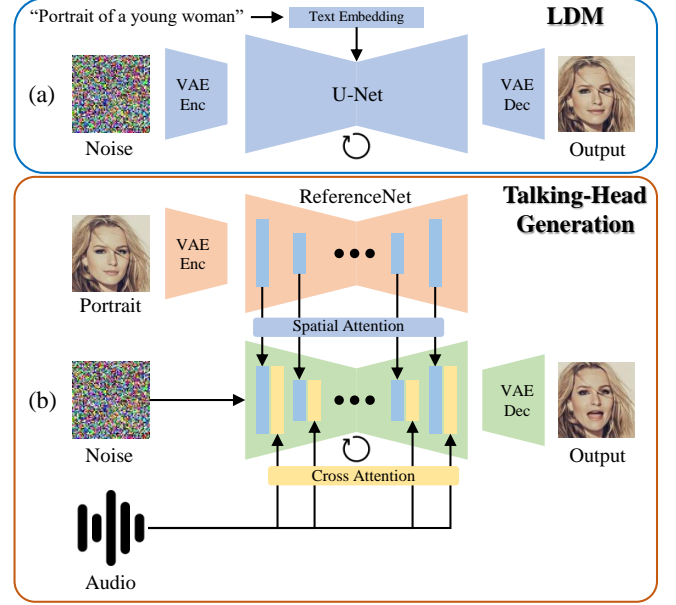 “Portrait of a young woman”
Text Embedding
LDM
(a)
VAE
Enc
U-Net
VAE
Dec
Noise
Output
ReferenceNet
Talking-Head
Generation
VAE
Enc
Portrait
Spatial Attention
(b)
VAE
Dec
Noise
Output
Cross Attention
Audio